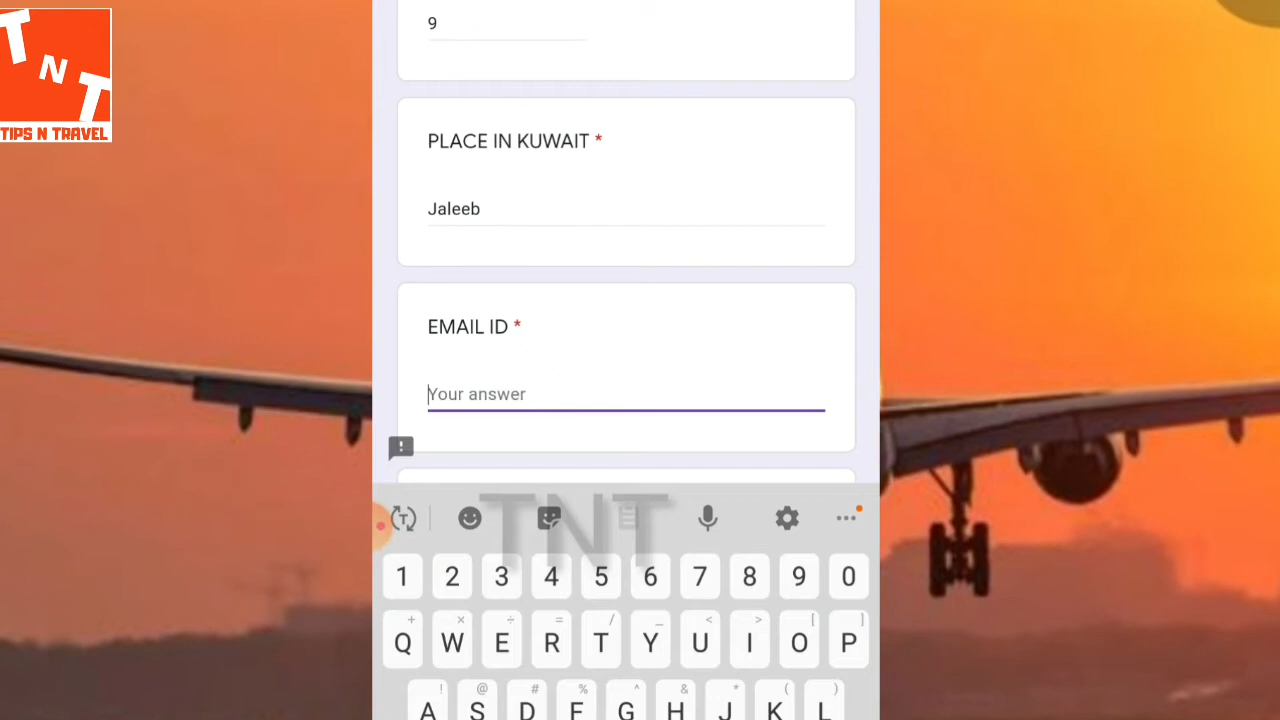 TNT
TIPS N TRAVEL
9
PLACE IN KUWAIT *
Jaleeb
EMAIL ID *
Your answer
!
T
TNT
1 2 3 4 5 6 7 8 9 0
+ × ÷ = / _ < > [ ]
Q W E R T Y U I O P
! @ # % ^ & * ( )
A S D F G H J K L